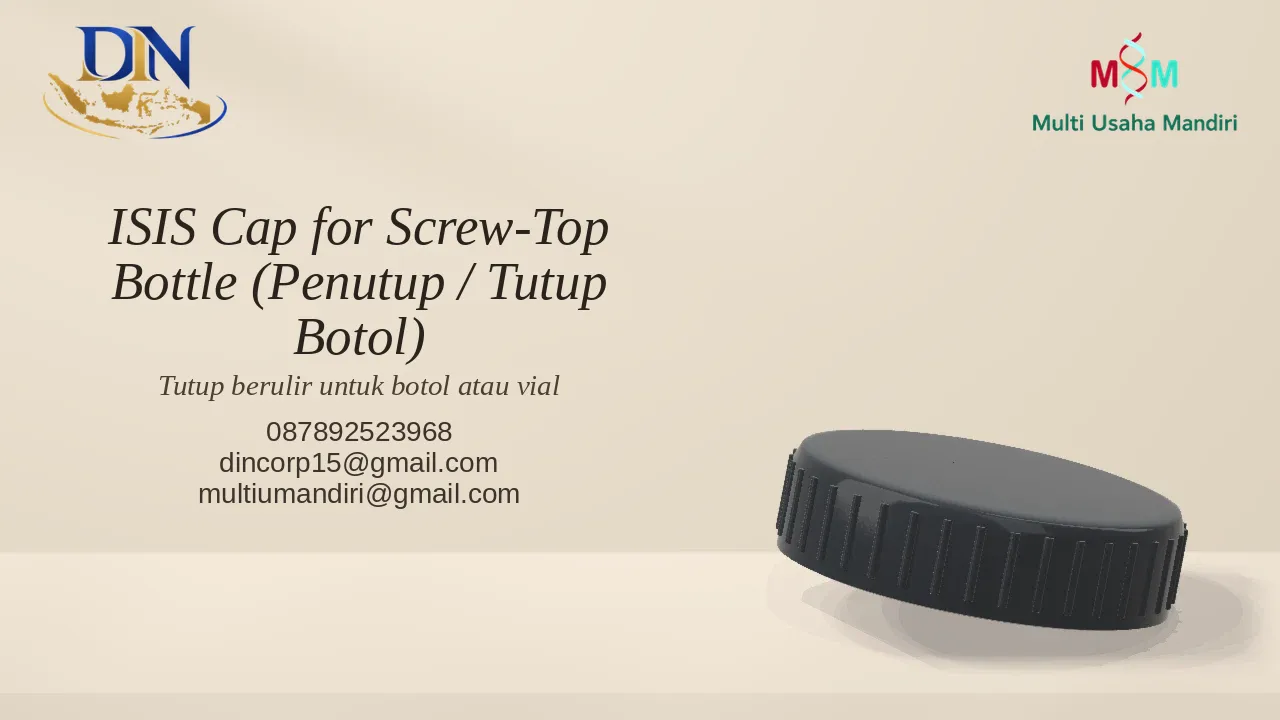 DIN
MSM
Multi Usaha Mandiri
ISIS Cap for Screw-Top
Bottle (Penutup / Tutup
Botol)
Tutup berulir untuk botol atau vial
087892523968
dincorp15@gmail.com
multiumandiri@gmail.com